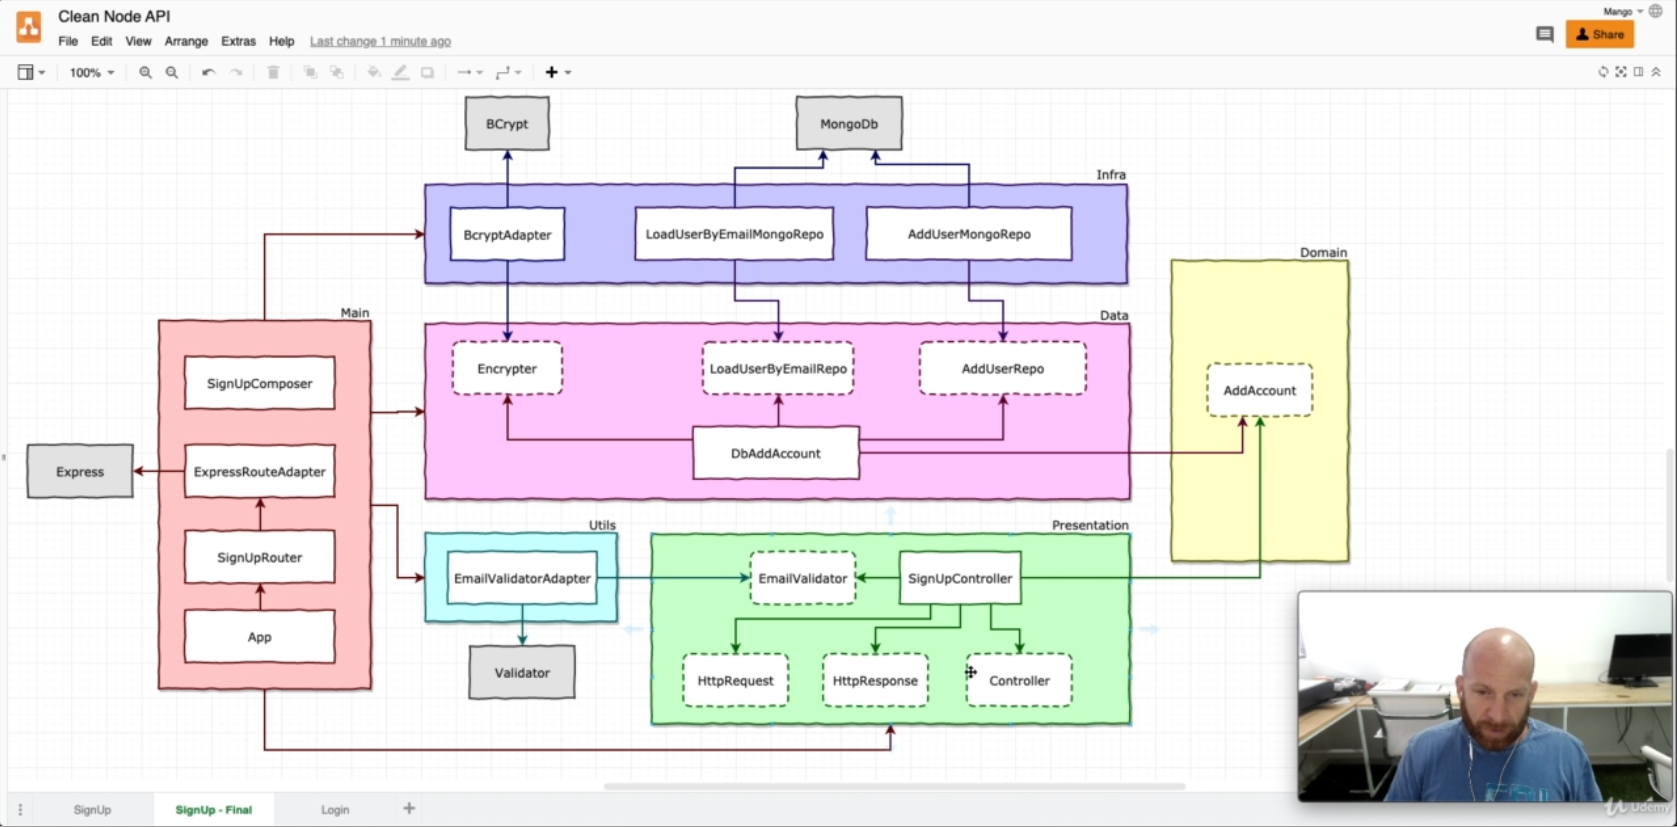 Clean Node API
Mango
File Edit View Arrange Extras Help Last change 1 minute ago
Share
100%
BCrypt
MongoDb
Infra
BcryptAdapter
LoadUserByEmailMongoRepo
AddUserMongoRepo
Domain
Main
Data
SignUpComposer
Encrypter
LoadUserByEmailRepo
AddUserRepo
AddAccount
DbAddAccount
Express
ExpressRouteAdapter
Utils
Presentation
SignUpRouter
EmailValidatorAdapter
EmailValidator
SignUpController
App
Validator
HttpRequest
HttpResponse
Controller
SignUp
SignUp - Final
Login
Udemy